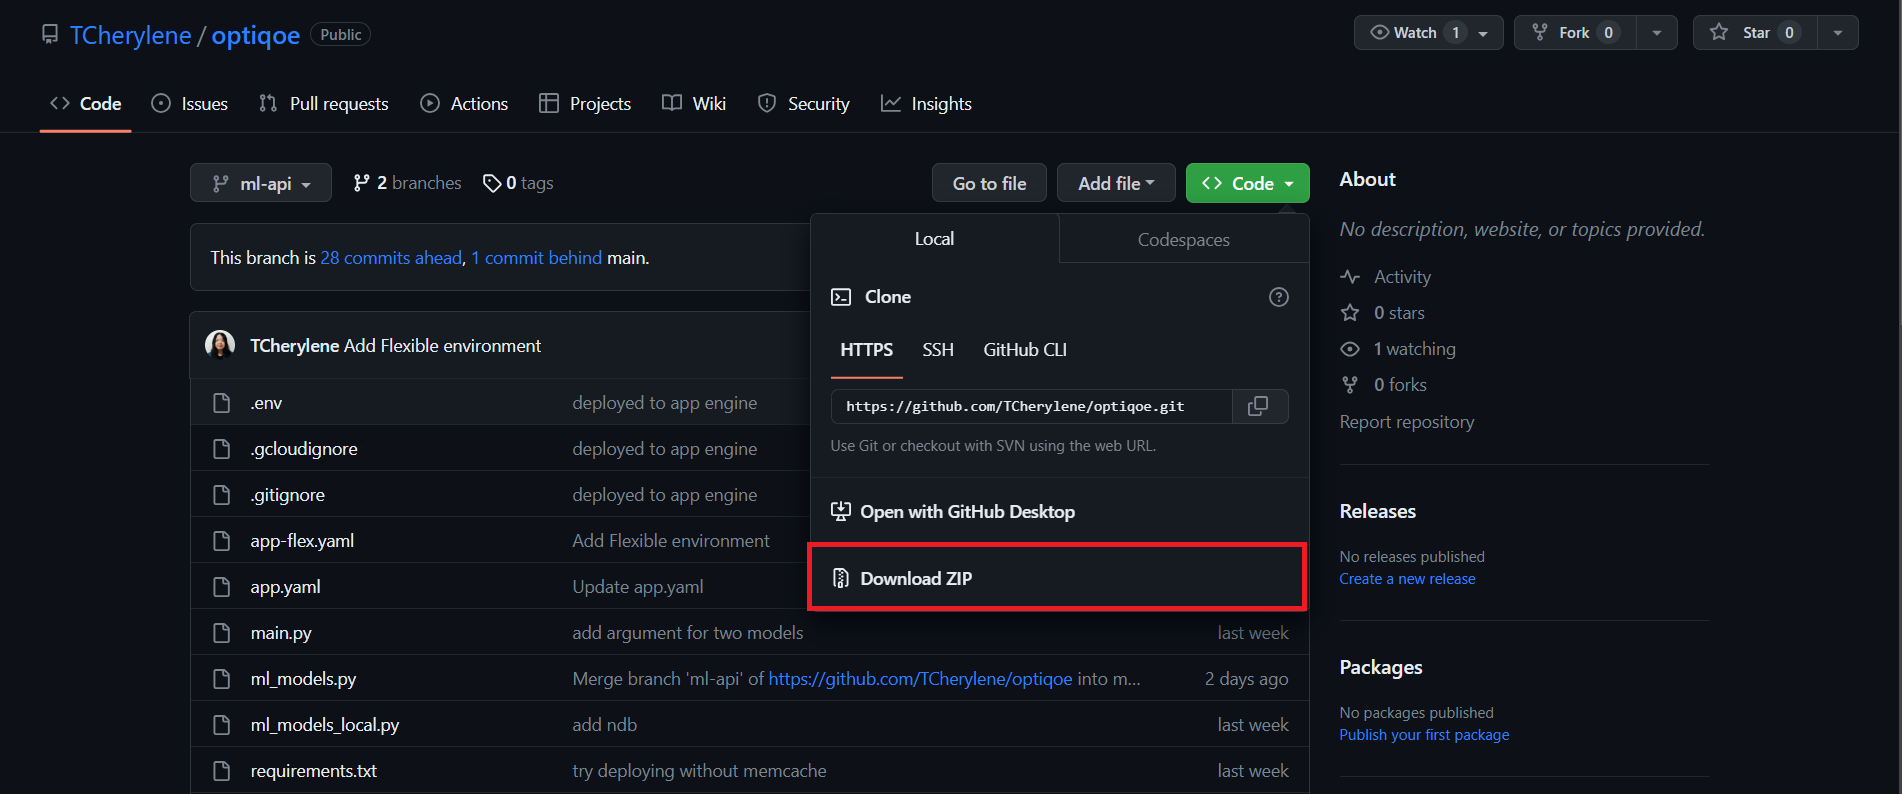 TCherylene / optiqoe Public
Watch 1 Fork 0 Star 0
Code Issues Pull requests Actions Projects Wiki Security Insights
ml-api 2 branches 0 tags Go to file Add file Code
This branch is 28 commits ahead, 1 commit behind main.
TCherylene Add Flexible environment
.env deployed to app engine
.gcloudignore deployed to app engine
.gitignore deployed to app engine
app-flex.yaml Add Flexible environment
app.yaml Update app.yaml
main.py add argument for two models last week
ml_models.py Merge branch 'ml-api' of https://github.com/TCherylene/optiqoe into m... 2 days ago
ml_models_local.py add ndb last week
requirements.txt try deploying without memcache last week
Local Codespaces
Clone
HTTPS SSH GitHub CLI
https://github.com/TCherylene/optiqoe.git
Use Git or checkout with SVN using the web URL.
Open with GitHub Desktop
Download ZIP
About
No description, website, or topics provided.
Activity
0 stars
1 watching
0 forks
Report repository
Releases
No releases published
Create a new release
Packages
No packages published
Publish your first package